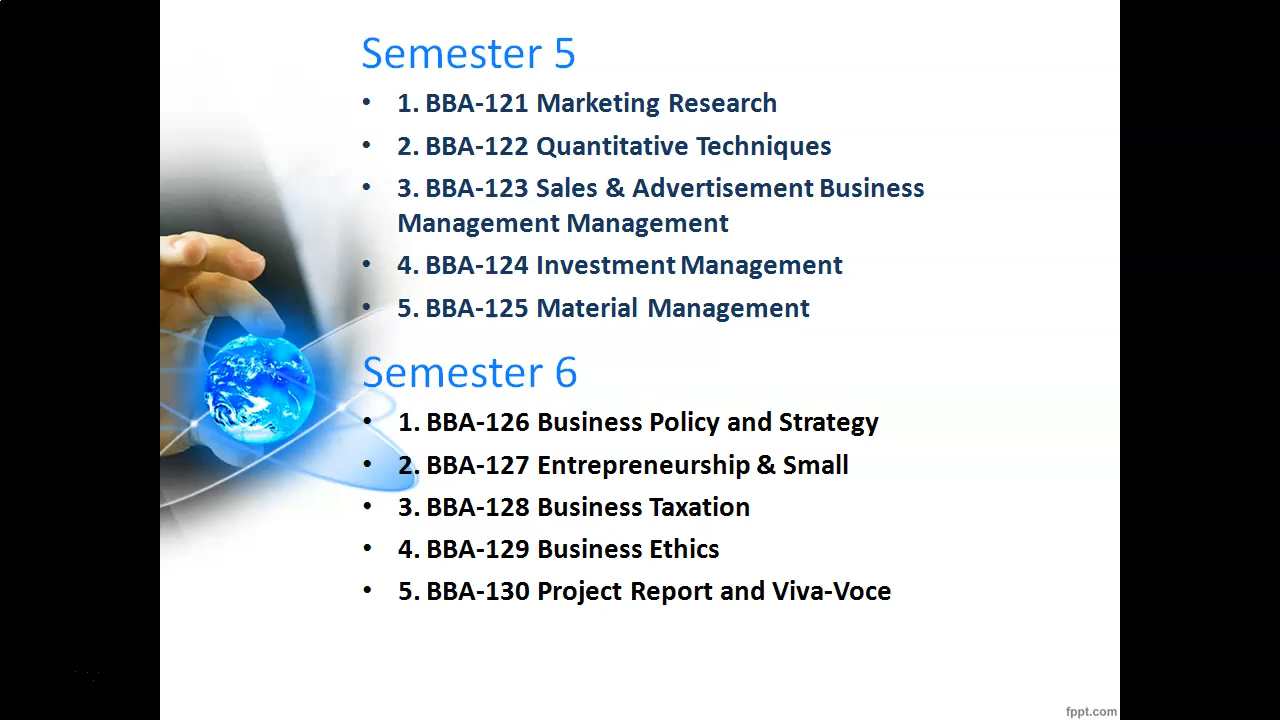 Semester 5
• 1. BBA-121 Marketing Research
• 2. BBA-122 Quantitative Techniques
• 3. BBA-123 Sales & Advertisement Business
Management Management
• 4. BBA-124 Investment Management
• 5. BBA-125 Material Management
Semester 6
• 1. BBA-126 Business Policy and Strategy
• 2. BBA-127 Entrepreneurship & Small
• 3. BBA-128 Business Taxation
• 4. BBA-129 Business Ethics
• 5. BBA-130 Project Report and Viva-Voce
fppt.com